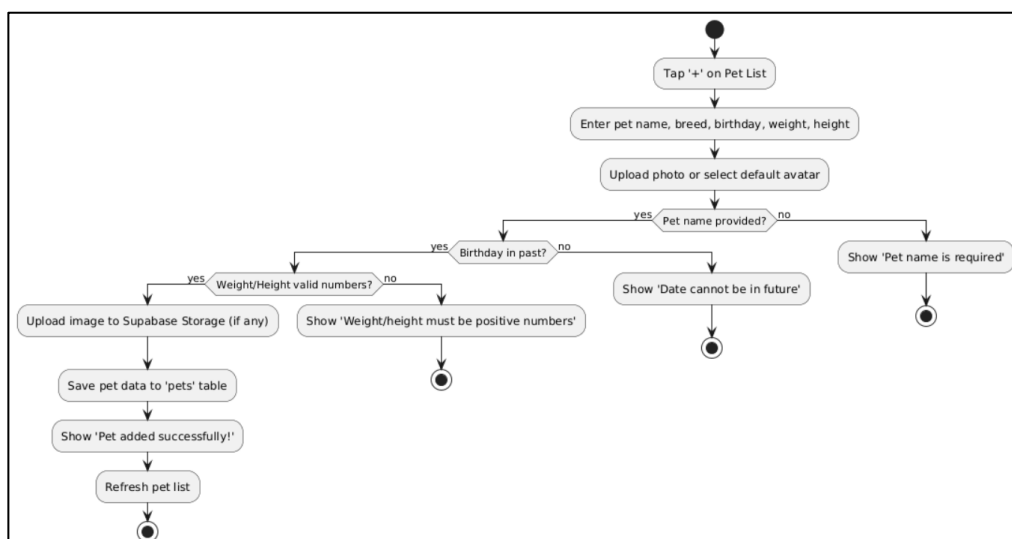 Tap '+' on Pet List
Enter pet name, breed, birthday, weight, height
Upload photo or select default avatar
yes
Pet name provided?
no
yes
Birthday in past?
no
Show 'Pet name is required'
yes
Weight/Height valid numbers?
no
Show 'Date cannot be in future'
Upload image to Supabase Storage (if any)
Show 'Weight/height must be positive numbers'
Save pet data to 'pets' table
Show 'Pet added successfully!'
Refresh pet list